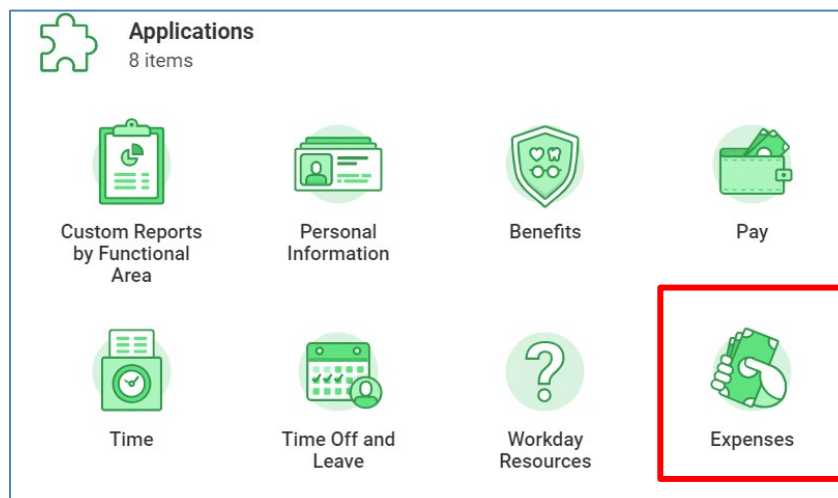 Applications
8 items
Custom Reports
by Functional
Area
Personal
Information
Benefits
Pay
Time
Time Off and
Leave
Workday
Resources
Expenses